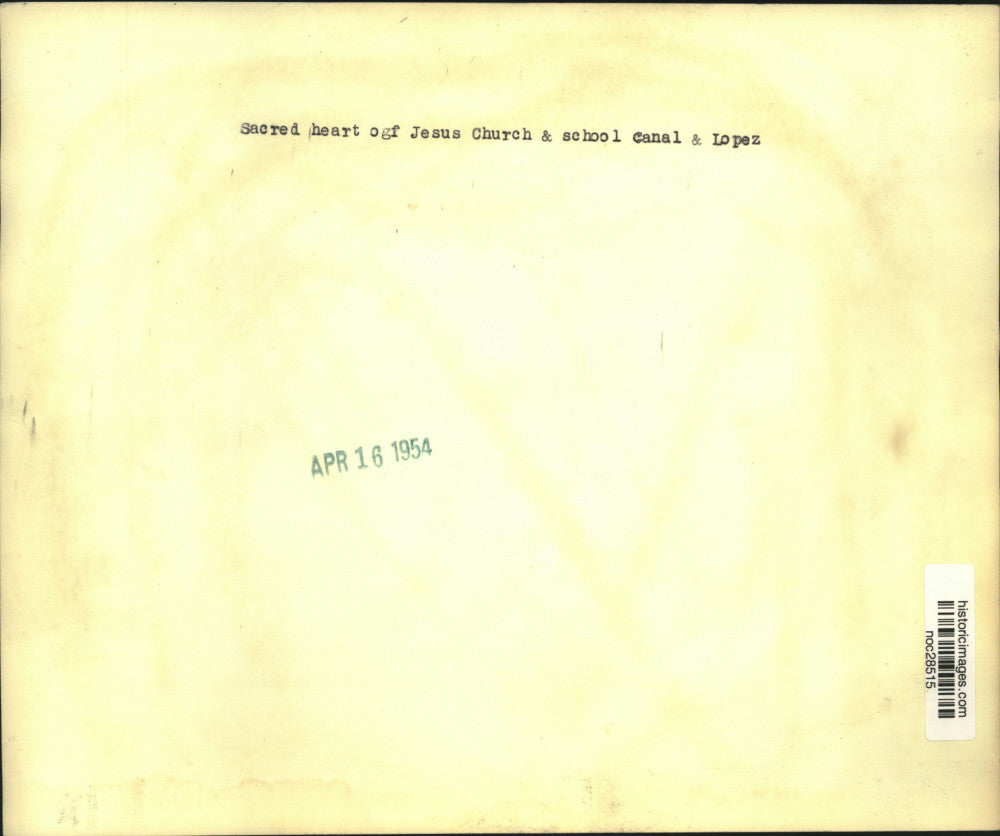 Sacred heart ogf Jesus Church & school Canal & Lopez
APR 16 1954
historicimages.com
noc28515